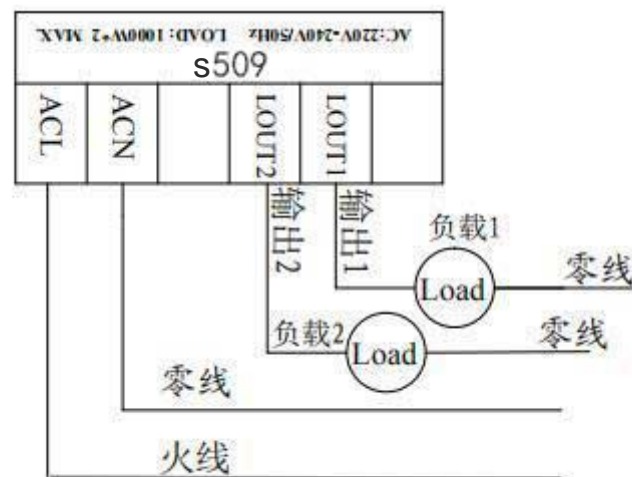 AC:220V-240V/50Hz LOAD: 1000W*2 MAX.
s509
ACL
ACN
LOUT2
LOUT1
输出2
输出1
负载1
Load
零线
负载2
Load
零线
零线
火线